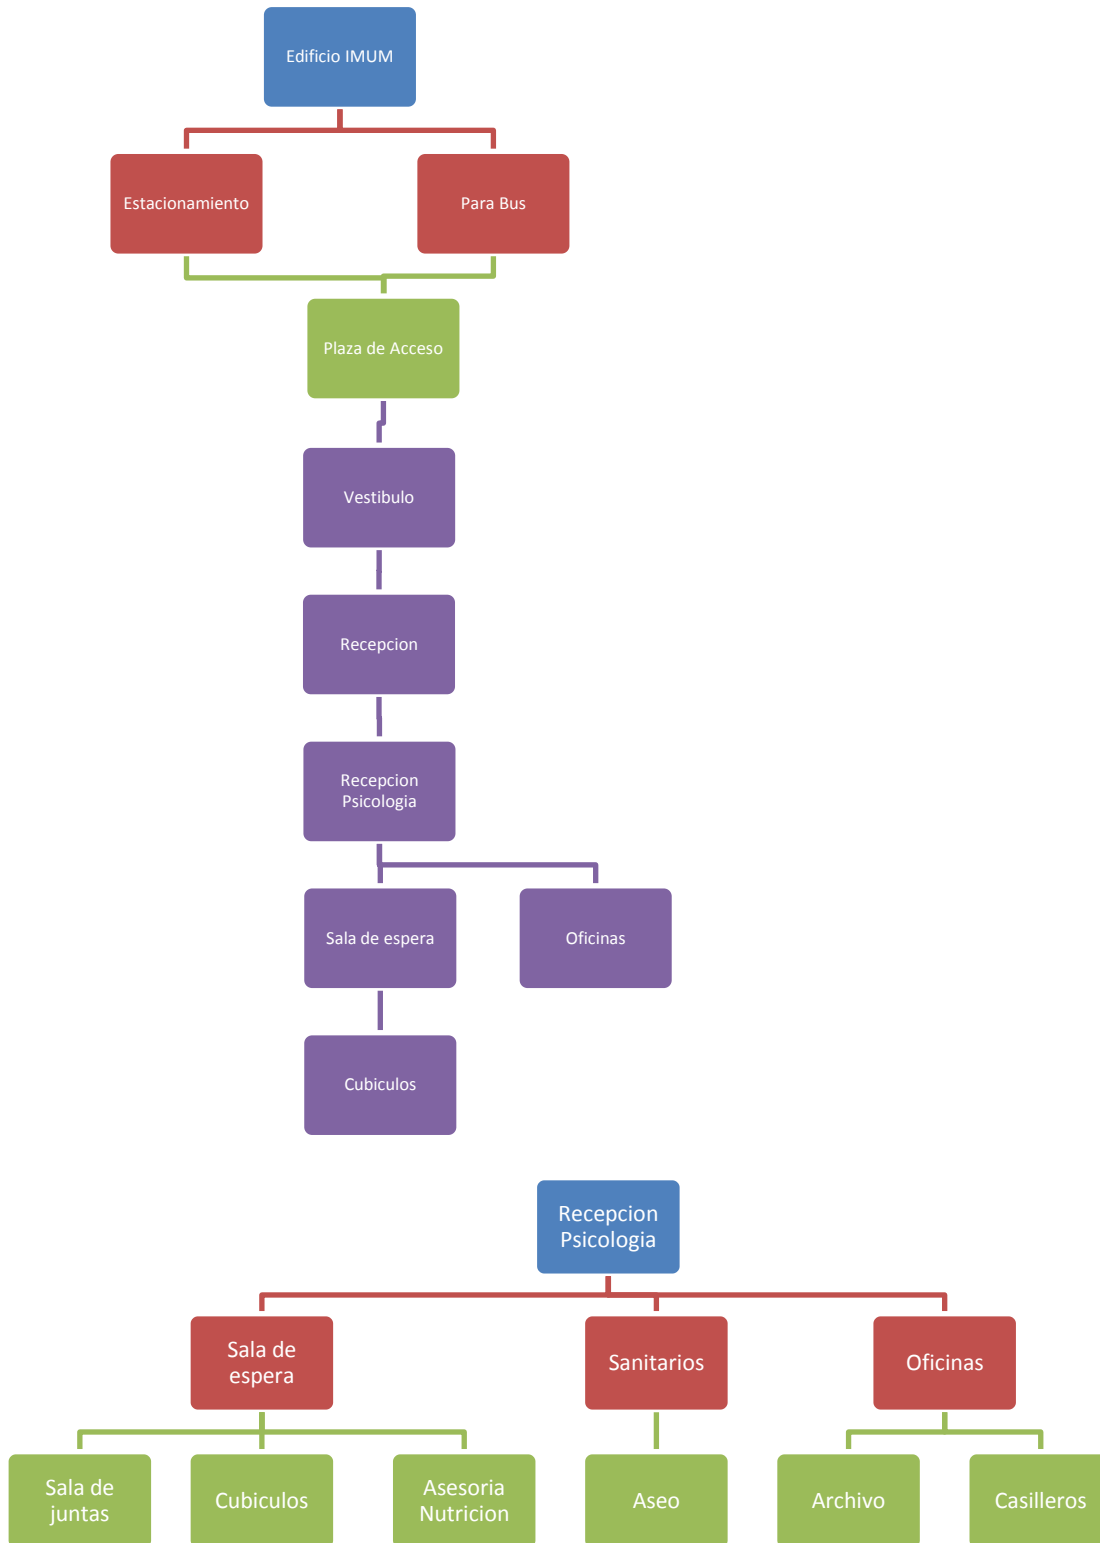 Edificio IMUM
Estacionamiento
Para Bus
Plaza de Acceso
Vestibulo
Recepcion
Recepcion
Psicologia
Sala de espera
Oficinas
Cubiculos
Recepcion
Psicologia
Sala de
espera
Sanitarios
Oficinas
Sala de
juntas
Cubiculos
Asesoria
Nutricion
Aseo
Archivo
Casilleros